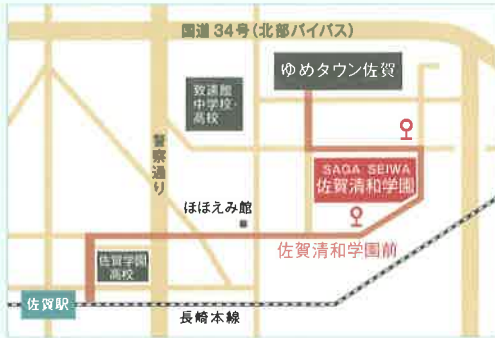 国道34号(北部バイパス)
ゆめタウン佐賀
致遠館
中学校・
高校
警察通り
SAGA SEIWA
佐賀清和学園
ほほえみ館
佐賀清和学園前
佐賀学園
高校
佐賀駅
長崎本線